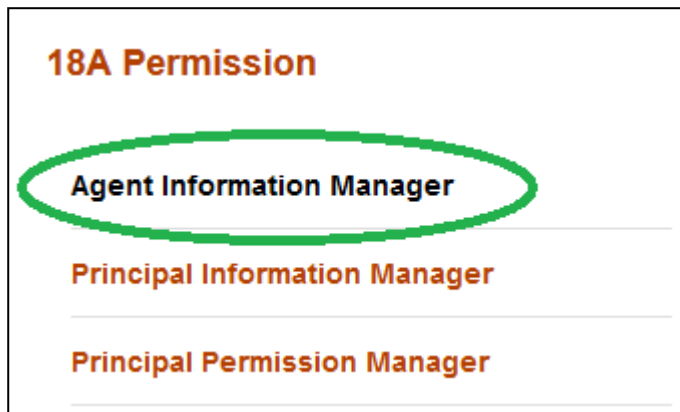 18A Permission
Agent Information Manager
Principal Information Manager
Principal Permission Manager